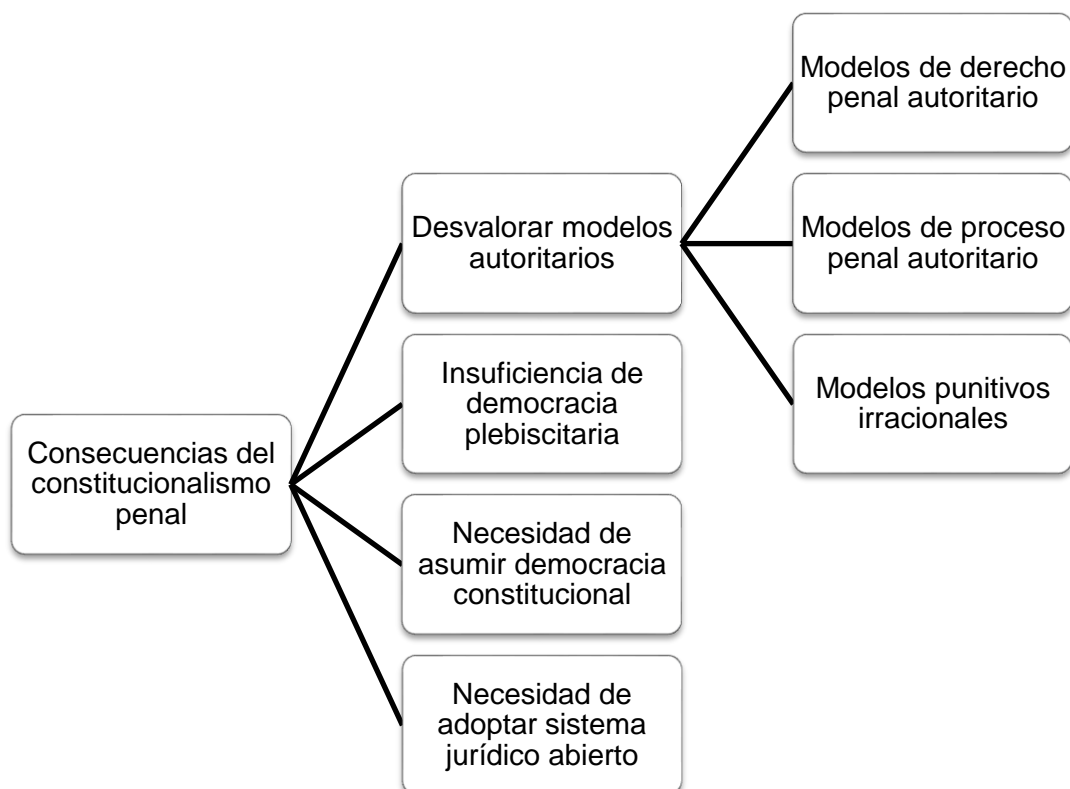 Consecuencias del
constitucionalismo
penal
Desvalorar modelos
autoritarios
Modelos de derecho
penal autoritario
Modelos de proceso
penal autoritario
Modelos punitivos
irracionales
Insuficiencia de
democracia
plebiscitaria
Necesidad de
asumir democracia
constitucional
Necesidad de
adoptar sistema
jurídico abierto